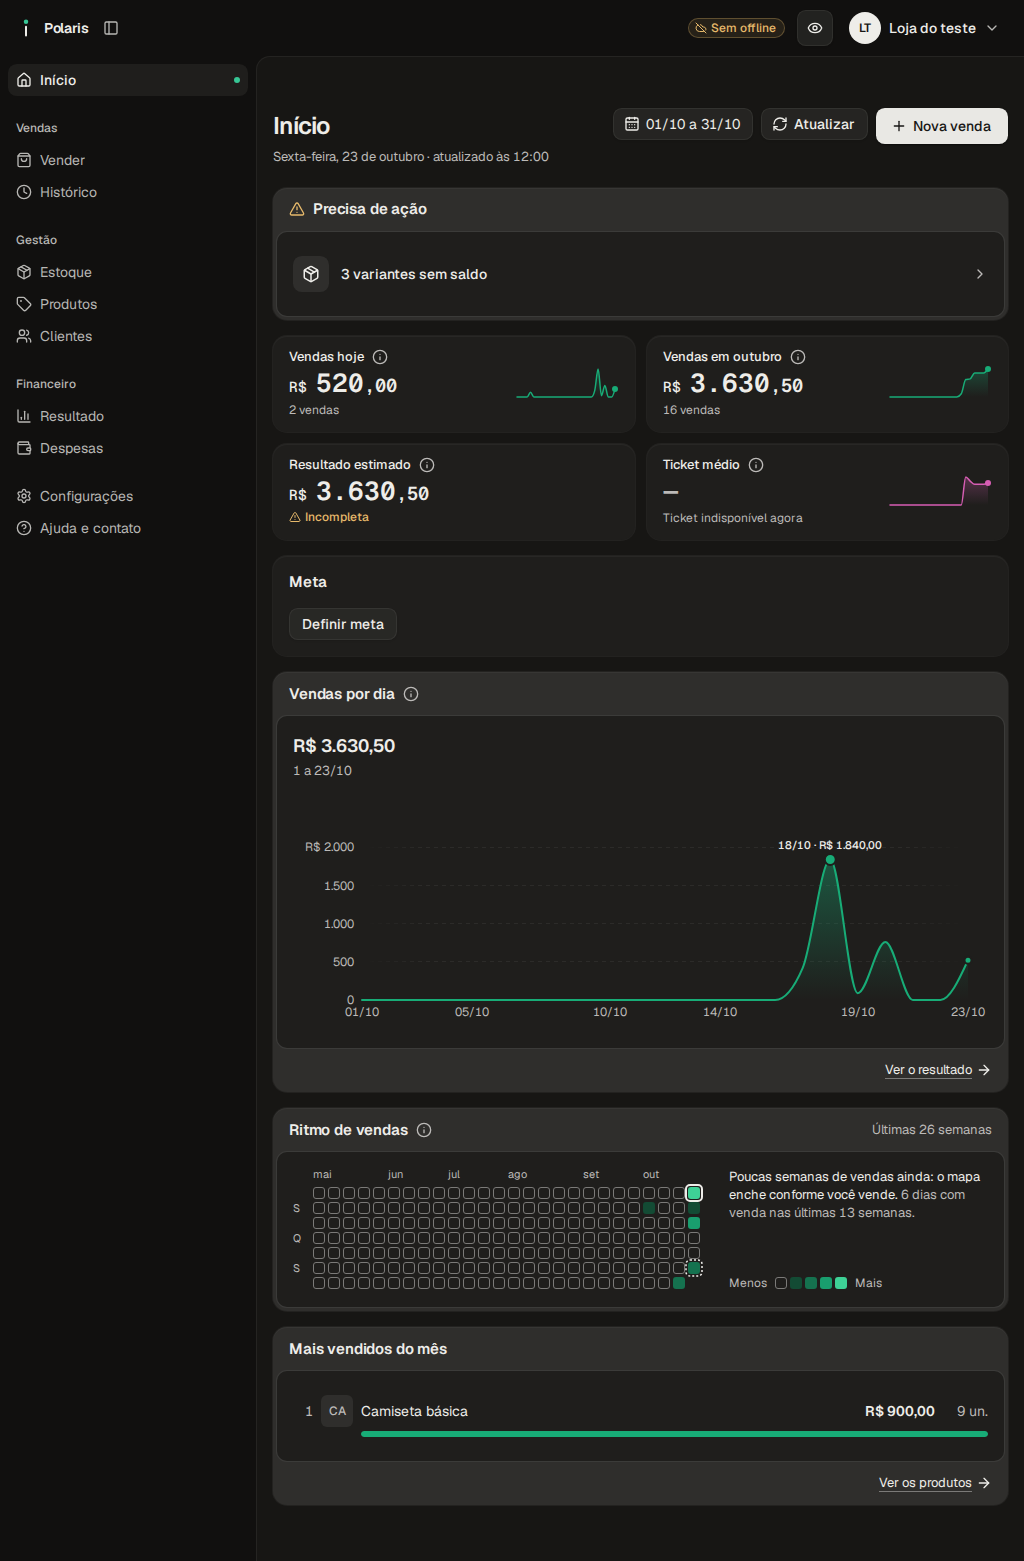 Polaris
Sem offline
LT
Loja do teste
Início
Vendas
Vender
Histórico
Gestão
Estoque
Produtos
Clientes
Financeiro
Resultado
Despesas
Configurações
Ajuda e contato
Início
01/10 a 31/10
Atualizar
Nova venda
Sexta-feira, 23 de outubro · atualizado às 12:00
Precisa de ação
3 variantes sem saldo
Vendas hoje
R$ 520,00
2 vendas
Vendas em outubro
R$ 3.630,50
16 vendas
Resultado estimado
R$ 3.630,50
Incompleta
Ticket médio
—
Ticket indisponível agora
Meta
Definir meta
Vendas por dia
R$ 3.630,50
1 a 23/10
18/10 · R$ 1.840,00
R$ 2.000
1.500
1.000
500
0
01/10 05/10 10/10 14/10 19/10 23/10
Ver o resultado
Ritmo de vendas
Últimas 26 semanas
mai jun jul ago set out
S
Q
S
Poucas semanas de vendas ainda: o mapa
enche conforme você vende. 6 dias com
venda nas últimas 13 semanas.
Menos Mais
Mais vendidos do mês
1 CA Camiseta básica R$ 900,00 9 un.
Ver os produtos